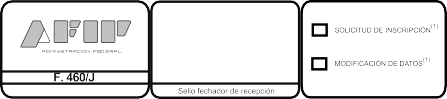 AFIP
ADMINISTRACION FEDERAL
F. 460/J
Sello fechador de recepción
SOLICITUD DE INSCRIPCIÓN(1)
MODIFICACIÓN DE DATOS(1)